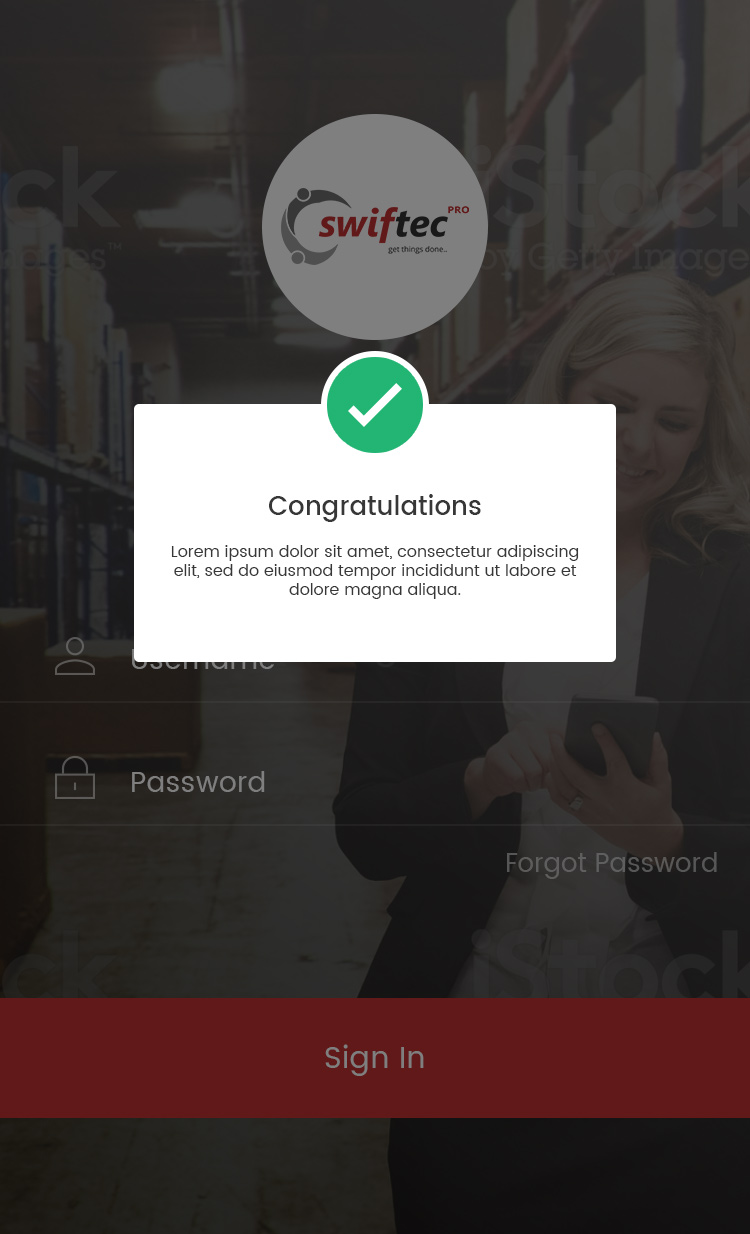 ck
iStock
mages™
by Getty Images
swiftec PRO
get things done..
Congratulations
Lorem ipsum dolor sit amet, consectetur adipiscing
elit, sed do eiusmod tempor incididunt ut labore et
dolore magna aliqua.
Username
Password
Forgot Password
ck
iStock
Sign In